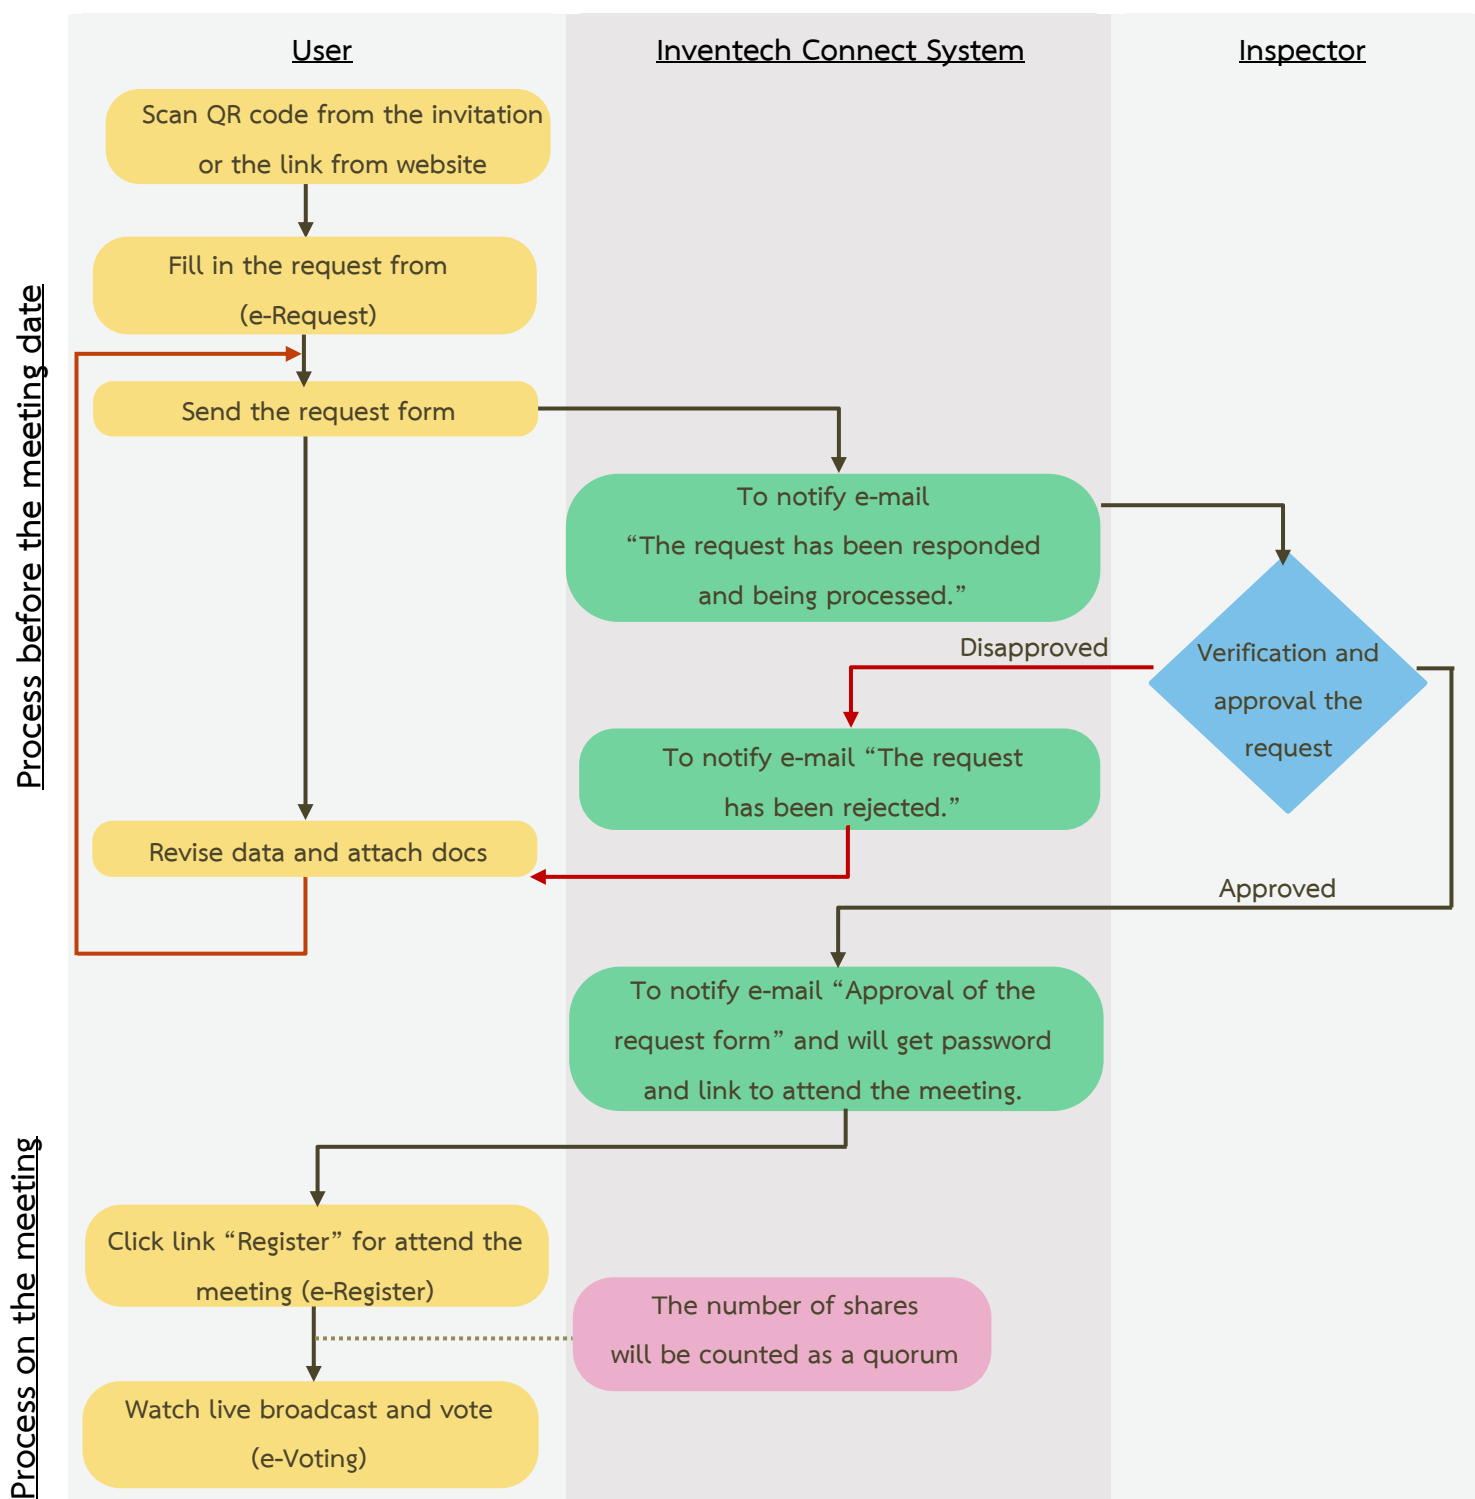 User
Inventech Connect System
Inspector
Process before the meeting date
Scan QR code from the invitation
or the link from website
Fill in the request from
(e-Request)
Send the request form
To notify e-mail
“The request has been responded
and being processed.”
Disapproved
Verification and
approval the
request
To notify e-mail “The request
has been rejected.”
Revise data and attach docs
Approved
To notify e-mail “Approval of the
request form” and will get password
and link to attend the meeting.
Process on the meeting
Click link “Register” for attend the
meeting (e-Register)
The number of shares
will be counted as a quorum
Watch live broadcast and vote
(e-Voting)